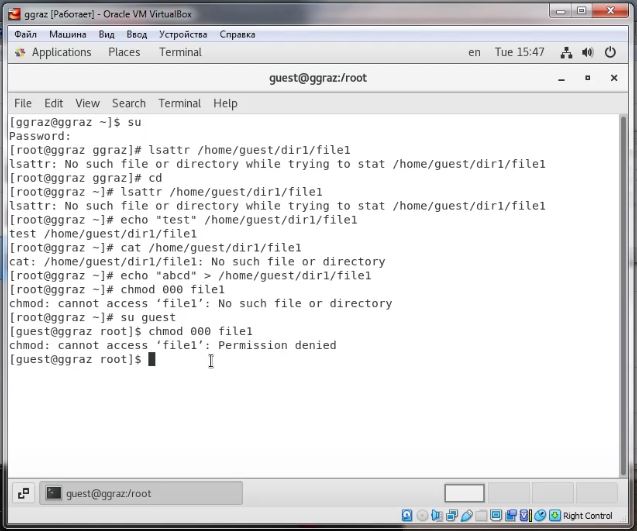 ggraz [Работает] - Oracle VM VirtualBox
Файл Машина Вид Ввод Устройства Справка
Applications Places Terminal en Tue 15:47
guest@ggraz:/root
File Edit View Search Terminal Help
[ggraz@ggraz ~]$ su
Password:
[root@ggraz ggraz]# lsattr /home/guest/dir1/file1
lsattr: No such file or directory while trying to stat /home/guest/dir1/file1
[root@ggraz ggraz]# cd
[root@ggraz ~]# lsattr /home/guest/dir1/file1
lsattr: No such file or directory while trying to stat /home/guest/dir1/file1
[root@ggraz ~]# echo "test" /home/guest/dir1/file1
test /home/guest/dir1/file1
[root@ggraz ~]# cat /home/guest/dir1/file1
cat: /home/guest/dir1/file1: No such file or directory
[root@ggraz ~]# echo "abcd" > /home/guest/dir1/file1
[root@ggraz ~]# chmod 000 file1
chmod: cannot access ‘file1’: No such file or directory
[root@ggraz ~]# su guest
[guest@ggraz root]$ chmod 000 file1
chmod: cannot access ‘file1’: Permission denied
[guest@ggraz root]$
guest@ggraz:/root
Right Control